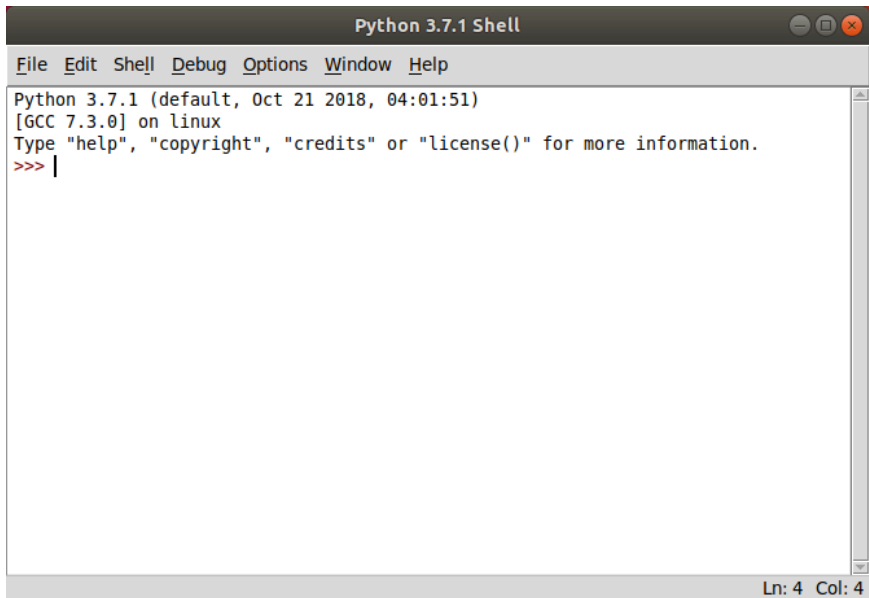 Python 3.7.1 Shell
File Edit Shell Debug Options Window Help
Python 3.7.1 (default, Oct 21 2018, 04:01:51)
[GCC 7.3.0] on linux
Type "help", "copyright", "credits" or "license()" for more information.
>>>
Ln: 4 Col: 4